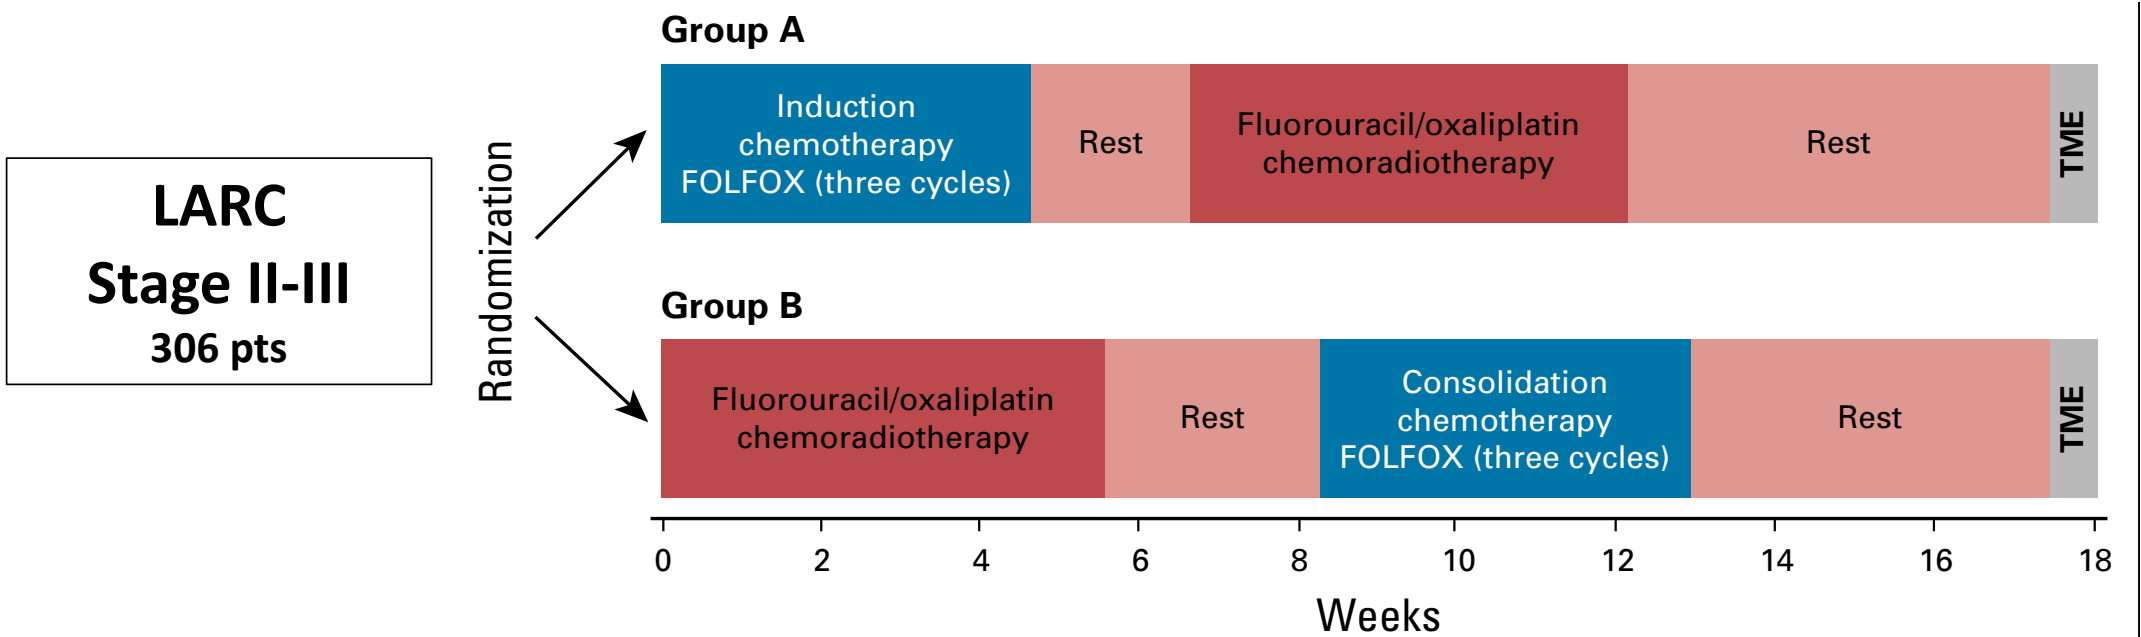 LARC
Stage II-III
306 pts
Randomization
Group A
Induction
chemotherapy
FOLFOX (three cycles)
Rest
Fluorouracil/oxaliplatin
chemoradiotherapy
Rest
TME
Group B
Fluorouracil/oxaliplatin
chemoradiotherapy
Rest
Consolidation
chemotherapy
FOLFOX (three cycles)
Rest
TME
0 2 4 6 8 10 12 14 16 18
Weeks